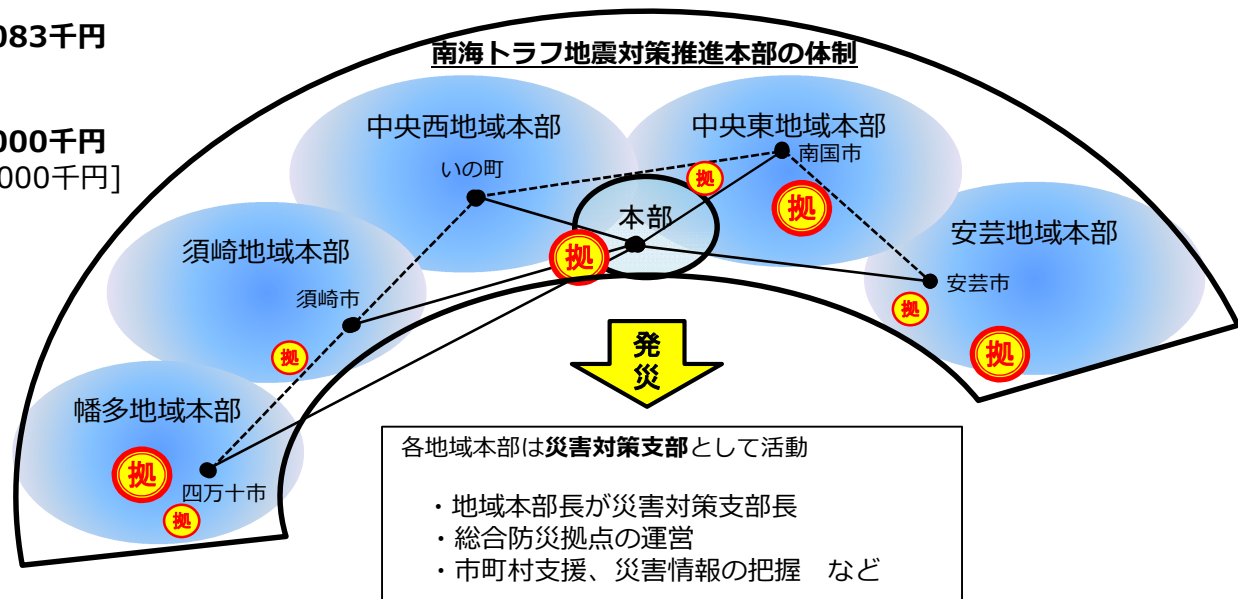 083千円
000千円
000千円]
南海トラフ地震対策推進本部の体制
中央西地域本部
いの町
中央東地域本部
南国市
拠
拠
本部
拠
須崎地域本部
須崎市
拠
安芸地域本部
安芸市
拠
拠
幡多地域本部
拠
四万十市
拠
発
災
各地域本部は災害対策支部として活動
・地域本部長が災害対策支部長
・総合防災拠点の運営
・市町村支援、災害情報の把握　など